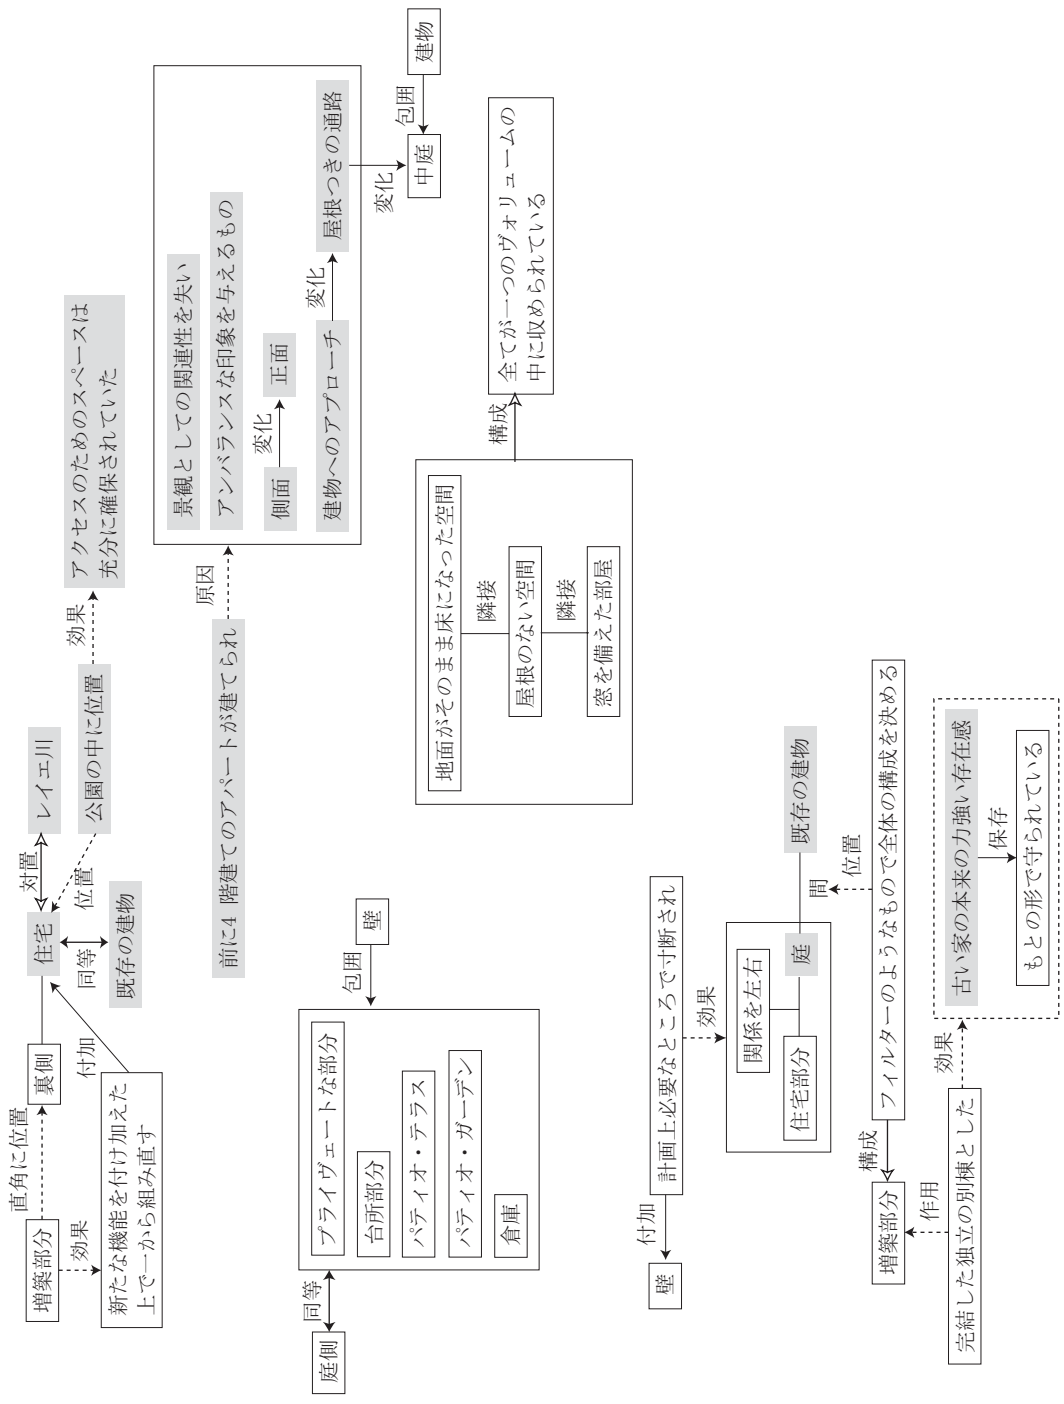 増築部分
直角に位置
裏側
住宅
対置
レイエ川
効果
付加
同等
位置
既存の建物
公園の中に位置
効果
アクセスのためのスペースは
充分に確保されていた
新たな機能を付け加えた
上で一から組み直す
前に4 階建てのアパートが建てられ
原因
景観としての関連性を失い
アンバランスな印象を与えるもの
側面
変化
正面
建物へのアプローチ
変化
屋根つきの通路
変化
中庭
包囲
建物
庭側
同等
プライヴェートな部分
台所部分
パティオ・テラス
パティオ・ガーデン
倉庫
包囲
壁
地面がそのまま床になった空間
隣接
屋根のない空間
隣接
窓を備えた部屋
構成
全てが一つのヴォリュームの
中に収められている
壁
付加
計画上必要なところで寸断され
効果
関係を左右
住宅部分
庭
間
既存の建物
位置
増築部分
構成
フィルターのようなもので全体の構成を決める
作用
完結した独立の別棟とした
効果
古い家の本来の力強い存在感
保存
もとの形で守られている